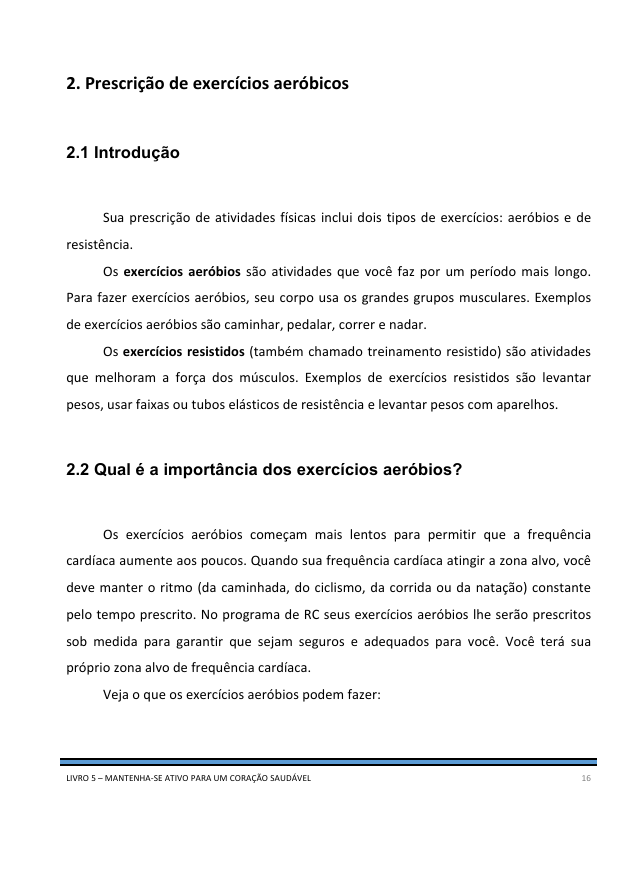 2. Prescrição de exercícios aeróbicos
2.1 Introdução
Sua prescrição de atividades físicas inclui dois tipos de exercícios: aeróbios e de
resistência.
Os exercícios aeróbios são atividades que você faz por um período mais longo.
Para fazer exercícios aeróbios, seu corpo usa os grandes grupos musculares. Exemplos
de exercícios aeróbios são caminhar, pedalar, correr e nadar.
Os exercícios resistidos (também chamado treinamento resistido) são atividades
que melhoram a força dos músculos. Exemplos de exercícios resistidos são levantar
pesos, usar faixas ou tubos elásticos de resistência e levantar pesos com aparelhos.
2.2 Qual é a importância dos exercícios aeróbios?
Os exercícios aeróbios começam mais lentos para permitir que a frequência
cardíaca aumente aos poucos. Quando sua frequência cardíaca atingir a zona alvo, você
deve manter o ritmo (da caminhada, do ciclismo, da corrida ou da natação) constante
pelo tempo prescrito. No programa de RC seus exercícios aeróbios lhe serão prescritos
sob medida para garantir que sejam seguros e adequados para você. Você terá sua
próprio zona alvo de frequência cardíaca.
Veja o que os exercícios aeróbios podem fazer:
LIVRO 5 – MANTENHA-SE ATIVO PARA UM CORAÇÃO SAUDÁVEL 16